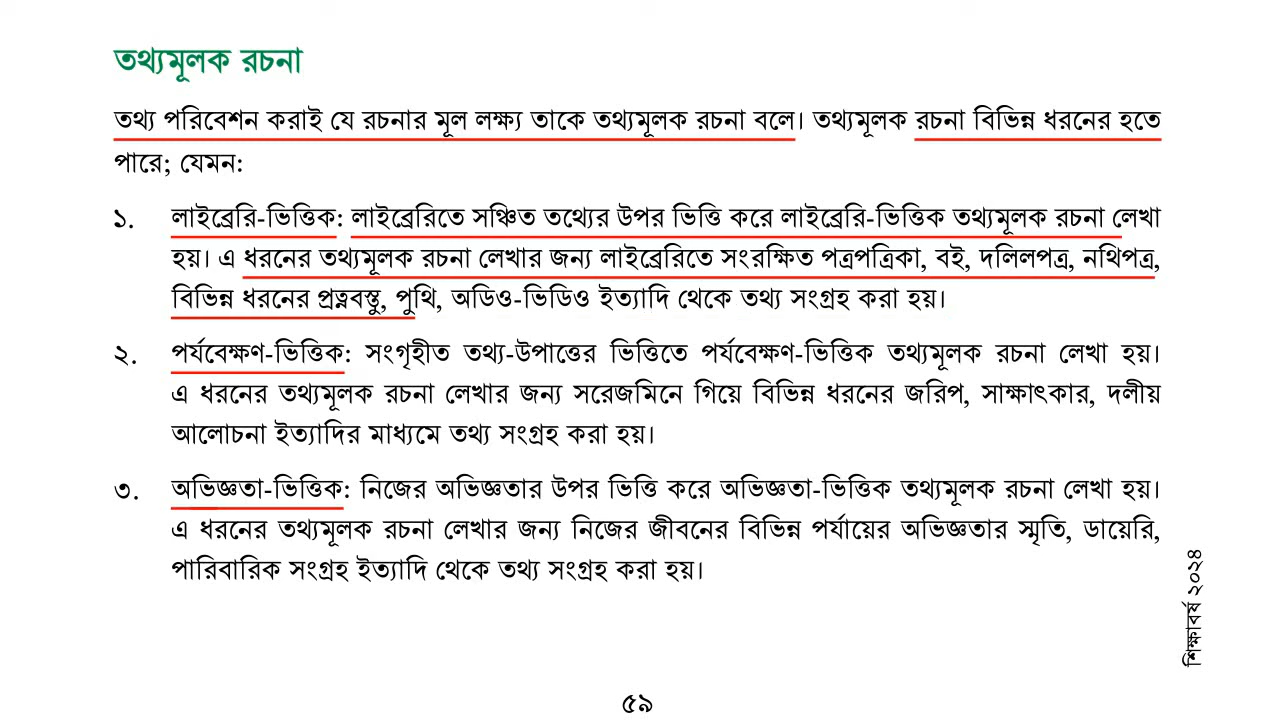 তথ্যমূলক রচনা
তথ্য পরিবেশন করাই যে রচনার মূল লক্ষ্য তাকে তথ্যমূলক রচনা বলে। তথ্যমূলক রচনা বিভিন্ন ধরনের হতে
পারে; যেমন:
১. লাইব্রেরি-ভিত্তিক: লাইব্রেরিতে সঞ্চিত তথ্যের উপর ভিত্তি করে লাইব্রেরি-ভিত্তিক তথ্যমূলক রচনা লেখা
হয়। এ ধরনের তথ্যমূলক রচনা লেখার জন্য লাইব্রেরিতে সংরক্ষিত পত্রপত্রিকা, বই, দলিলপত্র, নথিপত্র,
বিভিন্ন ধরনের প্রত্নবস্তু, পুথি, অডিও-ভিডিও ইত্যাদি থেকে তথ্য সংগ্রহ করা হয়।
২. পর্যবেক্ষণ-ভিত্তিক: সংগৃহীত তথ্য-উপাত্তের ভিত্তিতে পর্যবেক্ষণ-ভিত্তিক তথ্যমূলক রচনা লেখা হয়।
এ ধরনের তথ্যমূলক রচনা লেখার জন্য সরেজমিনে গিয়ে বিভিন্ন ধরনের জরিপ, সাক্ষাৎকার, দলীয়
আলোচনা ইত্যাদির মাধ্যমে তথ্য সংগ্রহ করা হয়।
৩. অভিজ্ঞতা-ভিত্তিক: নিজের অভিজ্ঞতার উপর ভিত্তি করে অভিজ্ঞতা-ভিত্তিক তথ্যমূলক রচনা লেখা হয়।
এ ধরনের তথ্যমূলক রচনা লেখার জন্য নিজের জীবনের বিভিন্ন পর্যায়ের অভিজ্ঞতার স্মৃতি, ডায়েরি,
পারিবারিক সংগ্রহ ইত্যাদি থেকে তথ্য সংগ্রহ করা হয়।
শিক্ষাবর্ষ ২০২৪
৫৯